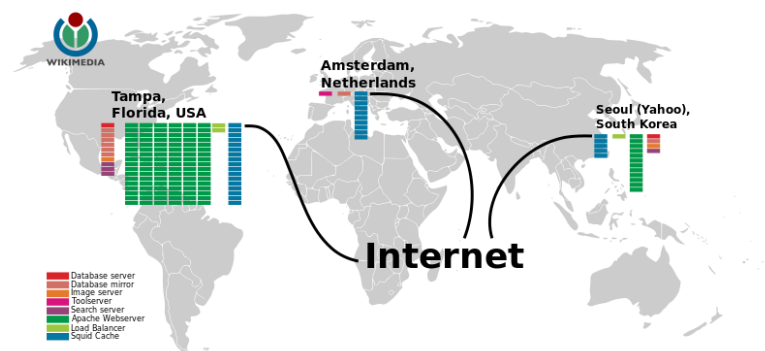 WIKIMEDIA
Amsterdam,
Netherlands
Tampa,
Florida, USA
Seoul (Yahoo),
South Korea
Internet
Database server
Database mirror
Image server
Toolserver
Search server
Apache Webserver
Load Balancer
Squid Cache